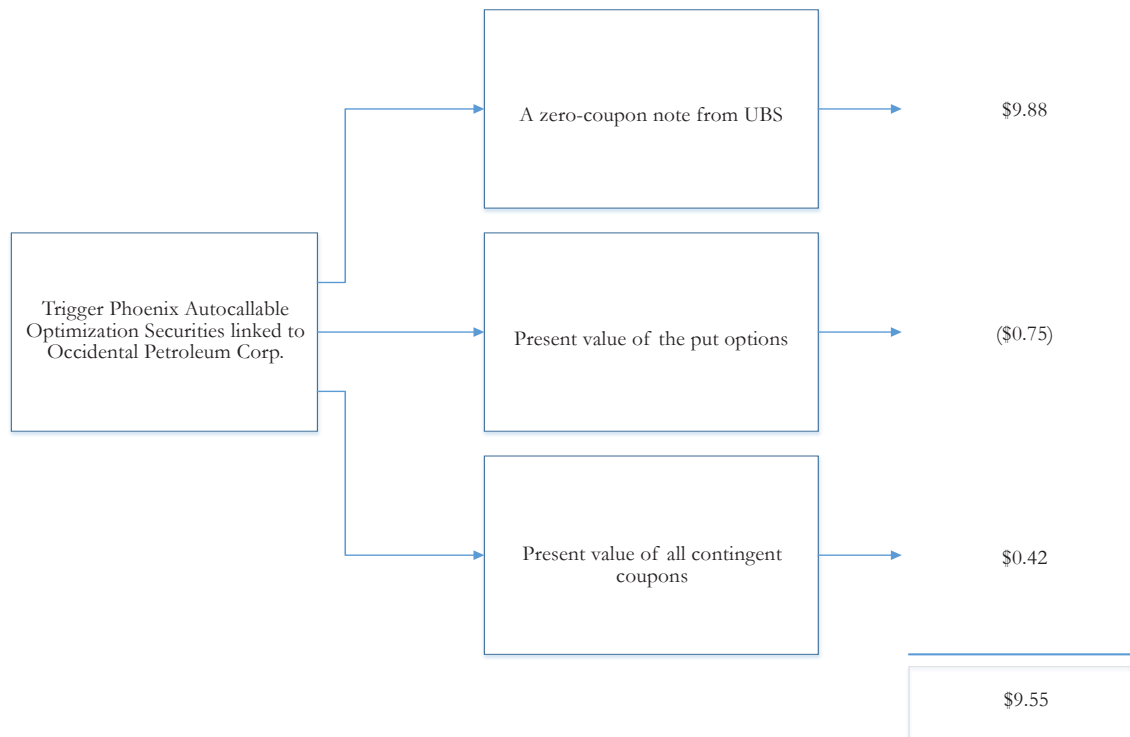 A zero-coupon note from UBS
$9.88
Trigger Phoenix Autocallable
Optimization Securities linked to
Occidental Petroleum Corp.
Present value of the put options
($0.75)
Present value of all contingent
coupons
$0.42
$9.55